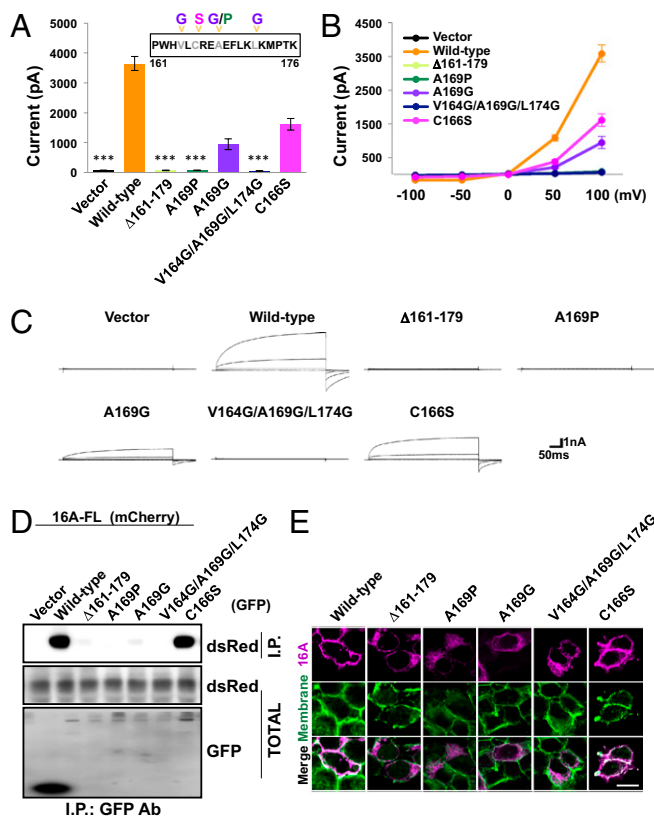 A
G S G/P G
PWHVLCREAEFLKLKMPTK
161 176
Current (pA)
5000
4000
3000
2000
1000
0
*** *** *** ***
Vector
Wild-type
Δ161-179
A169P
A169G
V164G/A169G/L174G
C166S
B
Vector
Wild-type
Δ161-179
A169P
A169G
V164G/A169G/L174G
C166S
Current (pA)
4500
3500
2500
1500
500
-100 -50 0 50 100 (mV)
C
Vector Wild-type Δ161-179 A169P
A169G V164G/A169G/L174G C166S
1nA
50ms
D
16A-FL (mCherry)
Vector
Wild-type
Δ161-179
A169P
A169G
V164G/A169G/L174G
C166S
(GFP)
dsRed I.P.
dsRed
GFP
TOTAL
I.P.: GFP Ab
E
Wild-type
Δ161-179
A169P
A169G
V164G/A169G/L174G
C166S
16A
Membrane
Merge